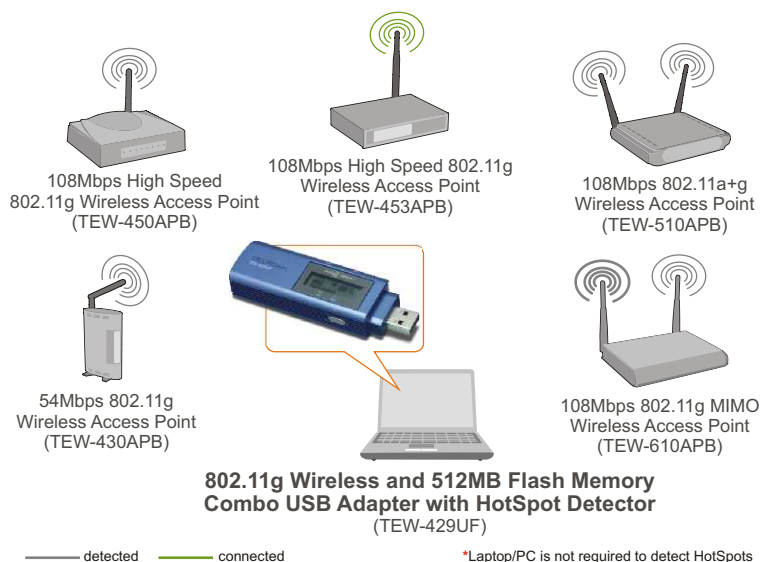 108Mbps High Speed
802.11g Wireless Access Point
(TEW-450APB)
108Mbps High Speed 802.11g
Wireless Access Point
(TEW-453APB)
108Mbps 802.11a+g
Wireless Access Point
(TEW-510APB)
54Mbps 802.11g
Wireless Access Point
(TEW-430APB)
108Mbps 802.11g MIMO
Wireless Access Point
(TEW-610APB)
802.11g Wireless and 512MB Flash Memory
Combo USB Adapter with HotSpot Detector
(TEW-429UF)
detected
connected
*Laptop/PC is not required to detect HotSpots